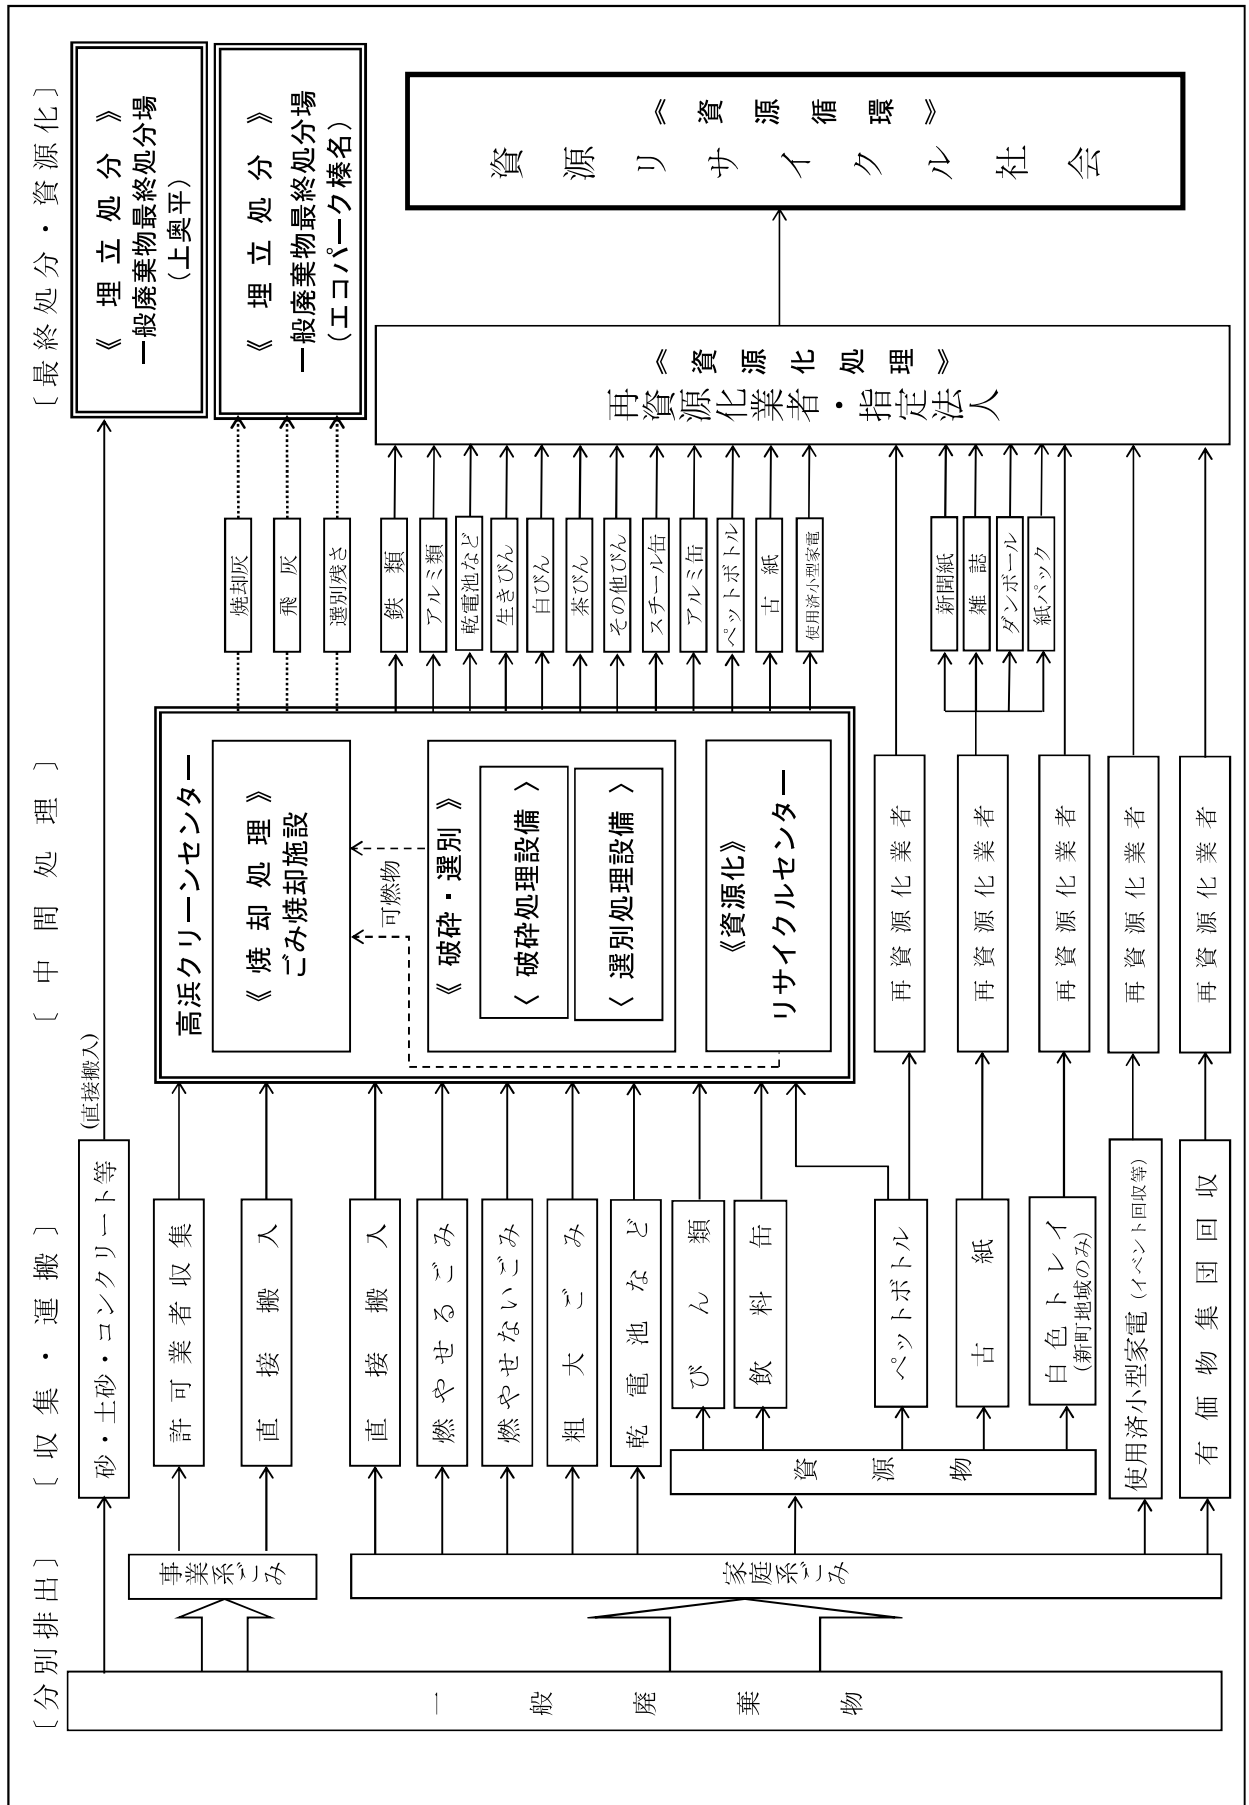 〔分別排出〕
〔収集・運搬〕
〔中間処理〕
〔最終処分・資源化〕
一般廃棄物
事業系ごみ
家庭系ごみ
砂・土砂・コンクリート等
(直接搬入)
許可業者収集
直接搬入
直接搬入
燃やせるごみ
燃やせないごみ
粗大ごみ
乾電池など
資源物
びん類
飲料缶
ペットボトル
古紙
白色トレイ
(新町地域のみ)
使用済小型家電(イベント回収等)
有価物集団回収
高浜クリーンセンター
《焼却処理》
ごみ焼却施設
可燃物
《破砕・選別》
〈破砕処理設備〉
〈選別処理設備〉
《資源化》
リサイクルセンター
再資源化業者
再資源化業者
再資源化業者
再資源化業者
再資源化業者
焼却灰
飛灰
選別残さ
鉄類
アルミ類
乾電池など
生きびん
白びん
茶びん
その他びん
スチール缶
アルミ缶
ペットボトル
古紙
使用済小型家電
新聞紙
雑誌
ダンボール
紙パック
《埋立処分》
一般廃棄物最終処分場
(上奥平)
《埋立処分》
一般廃棄物最終処分場
(エコパーク榛名)
《資源化処理》
再資源化業者・指定法人
《資源循環》
資源リサイクル社会